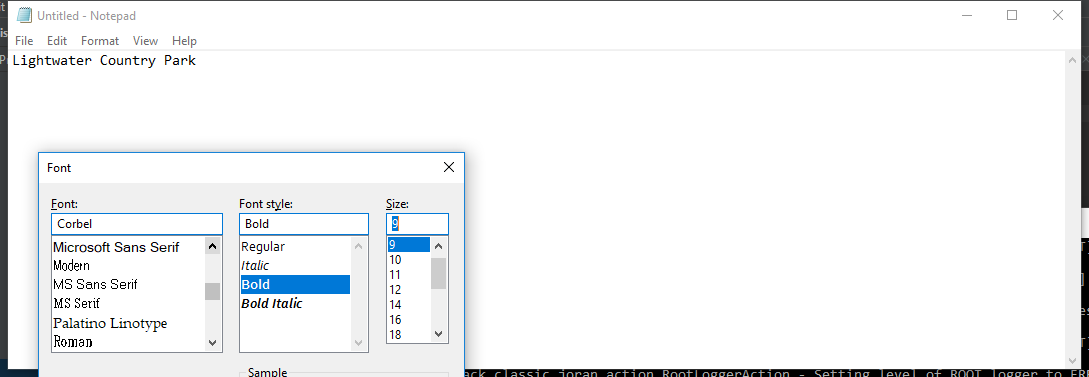 Untitled - Notepad
File Edit Format View Help
Lightwater Country Park
Font
Font: Font style: Size:
Corbel Bold 9
Microsoft Sans Serif Regular 9
Modern Italic 10
MS Sans Serif Bold 11
MS Serif Bold Italic 12
Palatino Linotype 14
Roman 16
18
Sample
ack classic joran action RootLoggerAction - Setting level of ROOT logger to ERR